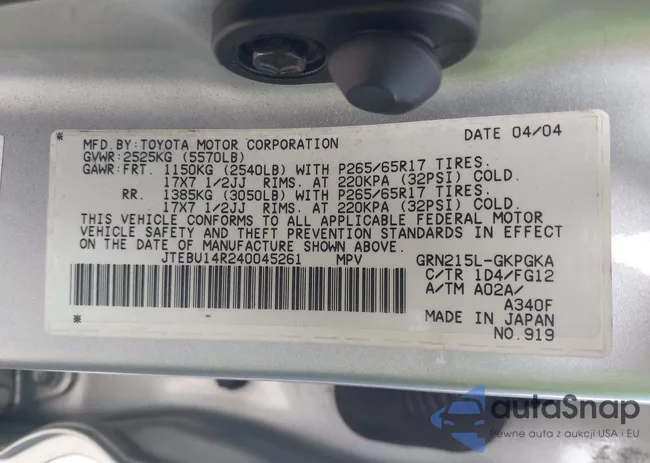 MFD. BY: TOYOTA MOTOR CORPORATION DATE 04/04
GVWR: 2525KG (5570LB)
GAWR: FRT. 1150KG (2540LB) WITH P265/65R17 TIRES.
17X7 1/2JJ RIMS. AT 220KPA (32PSI) COLD.
RR. 1385KG (3050LB) WITH P265/65R17 TIRES.
17X7 1/2JJ RIMS. AT 220KPA (32PSI) COLD.
THIS VEHICLE CONFORMS TO ALL APPLICABLE FEDERAL MOTOR
VEHICLE SAFETY AND THEFT PREVENTION STANDARDS IN EFFECT
ON THE DATE OF MANUFACTURE SHOWN ABOVE.
JTEBU14R240045261 MPV GRN215L-GKPGKA
C/TR 1D4/FG12
A/TM A02A/
A340F
MADE IN JAPAN
NO.919
autoSnap
Pewne auta z aukcji USA i EU